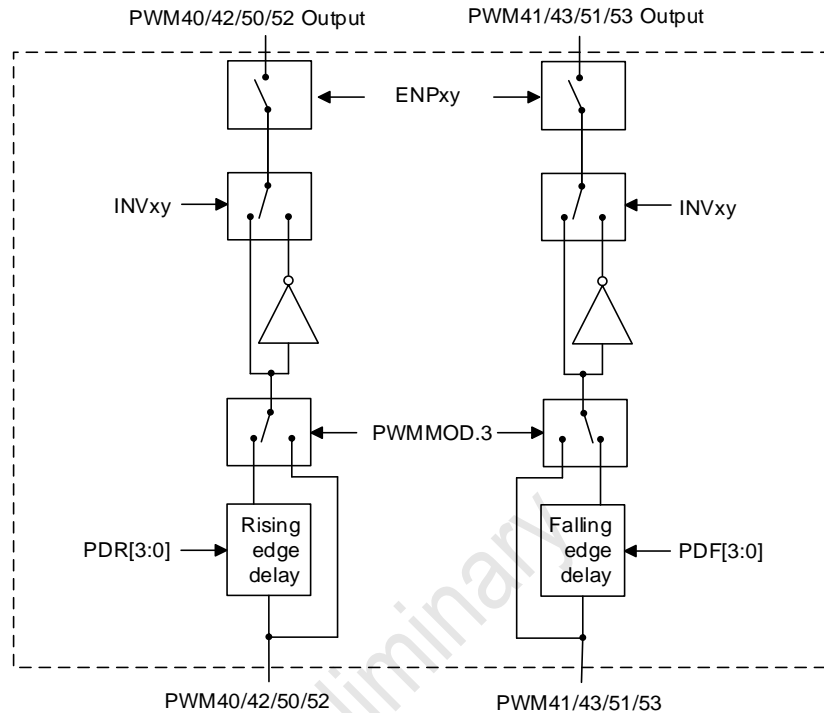 PWM40/42/50/52 Output
PWM41/43/51/53 Output
ENPxy
INVxy
INVxy
PWMMOD.3
PDR[3:0]
Rising
edge
delay
Falling
edge
delay
PDF[3:0]
PWM40/42/50/52
PWM41/43/51/53
liminary